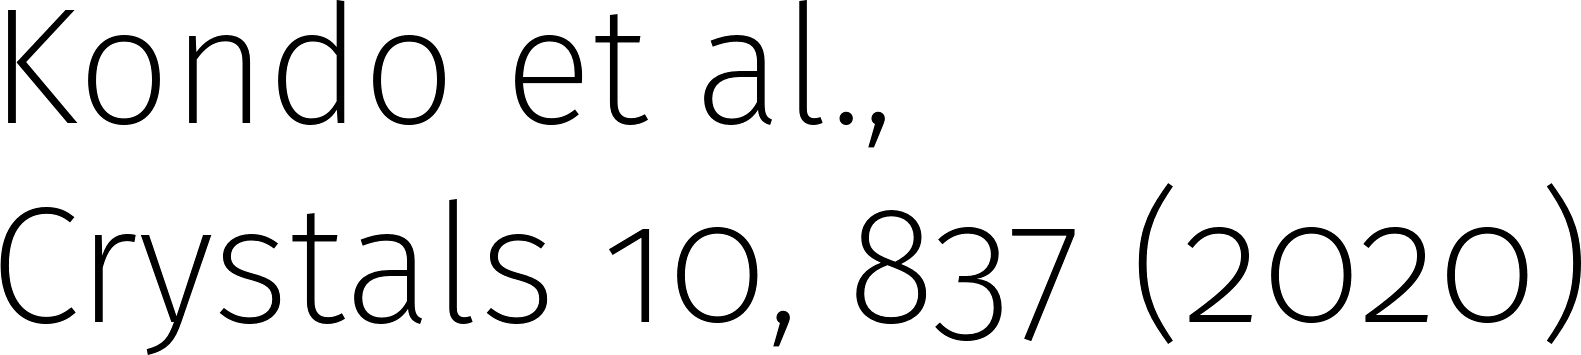 Kondo et al.,
Crystals 10, 837 (2020)